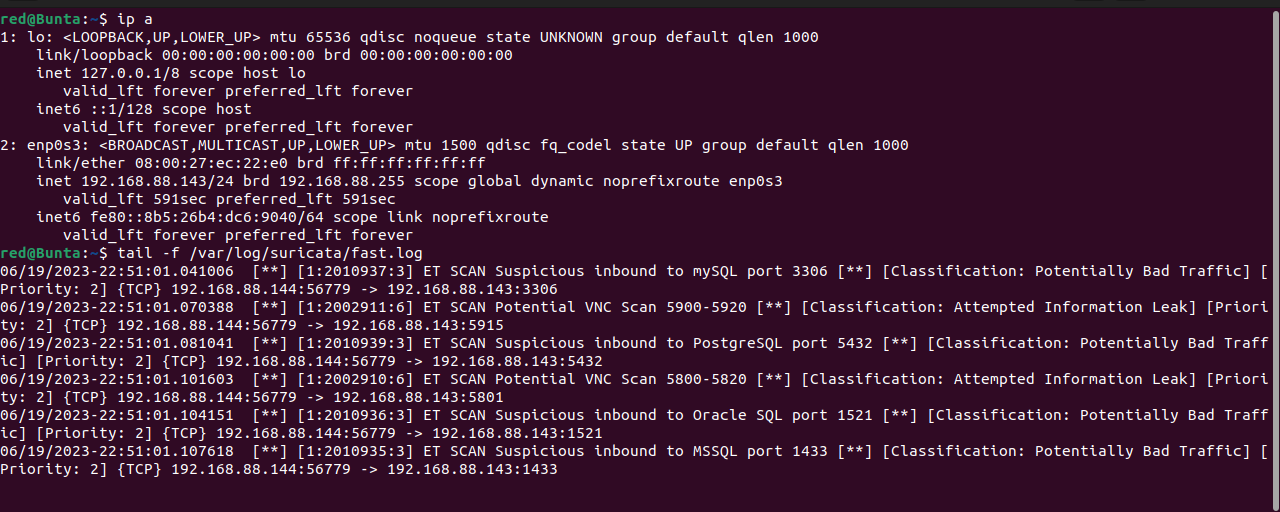 red@Bunta:~$ ip a
1: lo: <LOOPBACK,UP,LOWER_UP> mtu 65536 qdisc noqueue state UNKNOWN group default qlen 1000
    link/loopback 00:00:00:00:00:00 brd 00:00:00:00:00:00
    inet 127.0.0.1/8 scope host lo
       valid_lft forever preferred_lft forever
    inet6 ::1/128 scope host
       valid_lft forever preferred_lft forever
2: enp0s3: <BROADCAST,MULTICAST,UP,LOWER_UP> mtu 1500 qdisc fq_codel state UP group default qlen 1000
    link/ether 08:00:27:ec:22:e0 brd ff:ff:ff:ff:ff:ff
    inet 192.168.88.143/24 brd 192.168.88.255 scope global dynamic noprefixroute enp0s3
       valid_lft 591sec preferred_lft 591sec
    inet6 fe80::8b5:26b4:dc6:9040/64 scope link noprefixroute
       valid_lft forever preferred_lft forever
red@Bunta:~$ tail -f /var/log/suricata/fast.log
06/19/2023-22:51:01.041006  [**] [1:2010937:3] ET SCAN Suspicious inbound to mySQL port 3306 [**] [Classification: Potentially Bad Traffic] [
Priority: 2] {TCP} 192.168.88.144:56779 -> 192.168.88.143:3306
06/19/2023-22:51:01.070388  [**] [1:2002911:6] ET SCAN Potential VNC Scan 5900-5920 [**] [Classification: Attempted Information Leak] [Priori
ty: 2] {TCP} 192.168.88.144:56779 -> 192.168.88.143:5915
06/19/2023-22:51:01.081041  [**] [1:2010939:3] ET SCAN Suspicious inbound to PostgreSQL port 5432 [**] [Classification: Potentially Bad Traff
ic] [Priority: 2] {TCP} 192.168.88.144:56779 -> 192.168.88.143:5432
06/19/2023-22:51:01.101603  [**] [1:2002910:6] ET SCAN Potential VNC Scan 5800-5820 [**] [Classification: Attempted Information Leak] [Priori
ty: 2] {TCP} 192.168.88.144:56779 -> 192.168.88.143:5801
06/19/2023-22:51:01.104151  [**] [1:2010936:3] ET SCAN Suspicious inbound to Oracle SQL port 1521 [**] [Classification: Potentially Bad Traff
ic] [Priority: 2] {TCP} 192.168.88.144:56779 -> 192.168.88.143:1521
06/19/2023-22:51:01.107618  [**] [1:2010935:3] ET SCAN Suspicious inbound to MSSQL port 1433 [**] [Classification: Potentially Bad Traffic] [
Priority: 2] {TCP} 192.168.88.144:56779 -> 192.168.88.143:1433